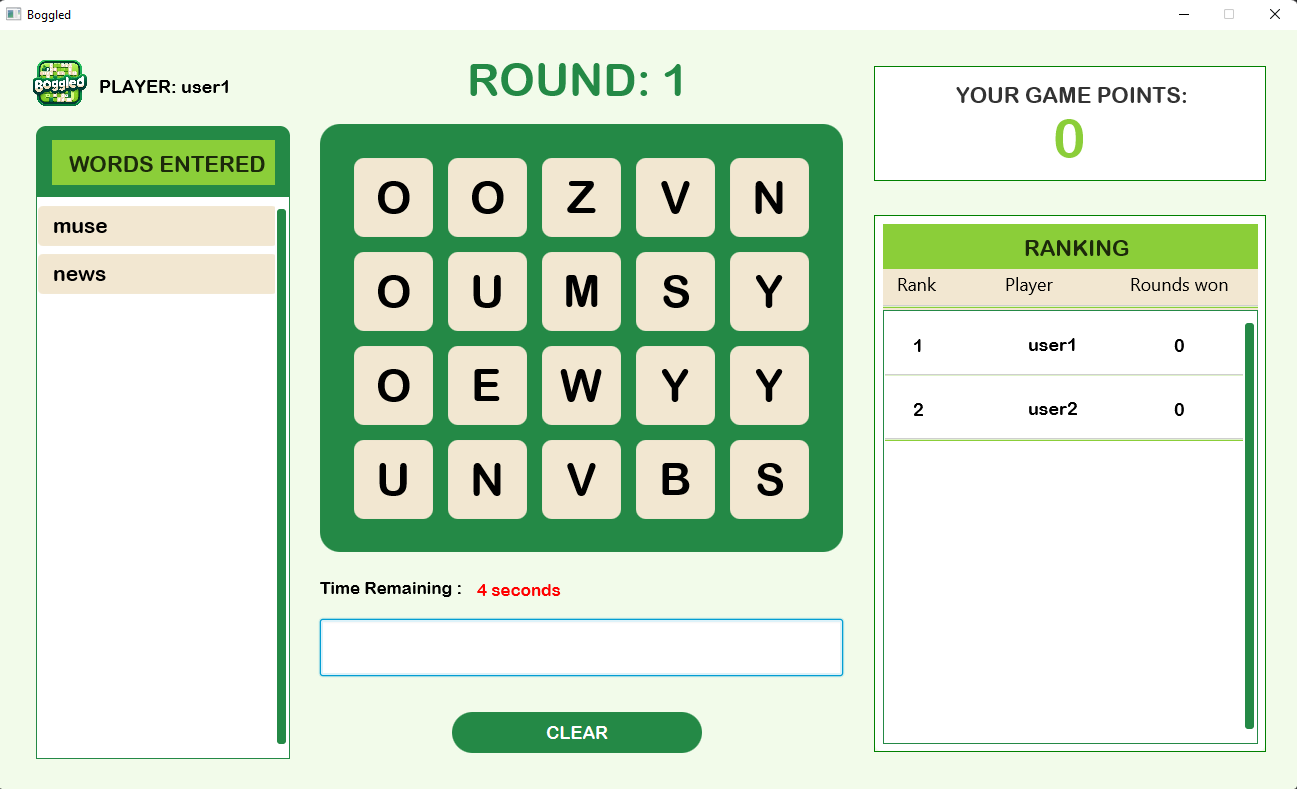 Boggled
Boggled
PLAYER: user1
WORDS ENTERED
muse
news
ROUND: 1
O O Z V N
O U M S Y
O E W Y Y
U N V B S
Time Remaining : 4 seconds
CLEAR
YOUR GAME POINTS:
0
RANKING
Rank Player Rounds won
1 user1 0
2 user2 0